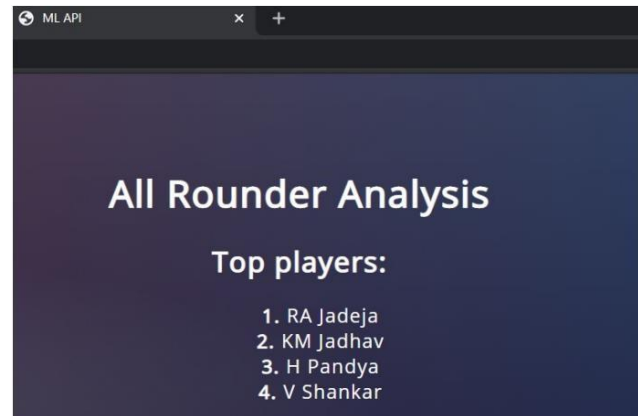 ML API
All Rounder Analysis
Top players:
1. RA Jadeja
2. KM Jadhav
3. H Pandya
4. V Shankar